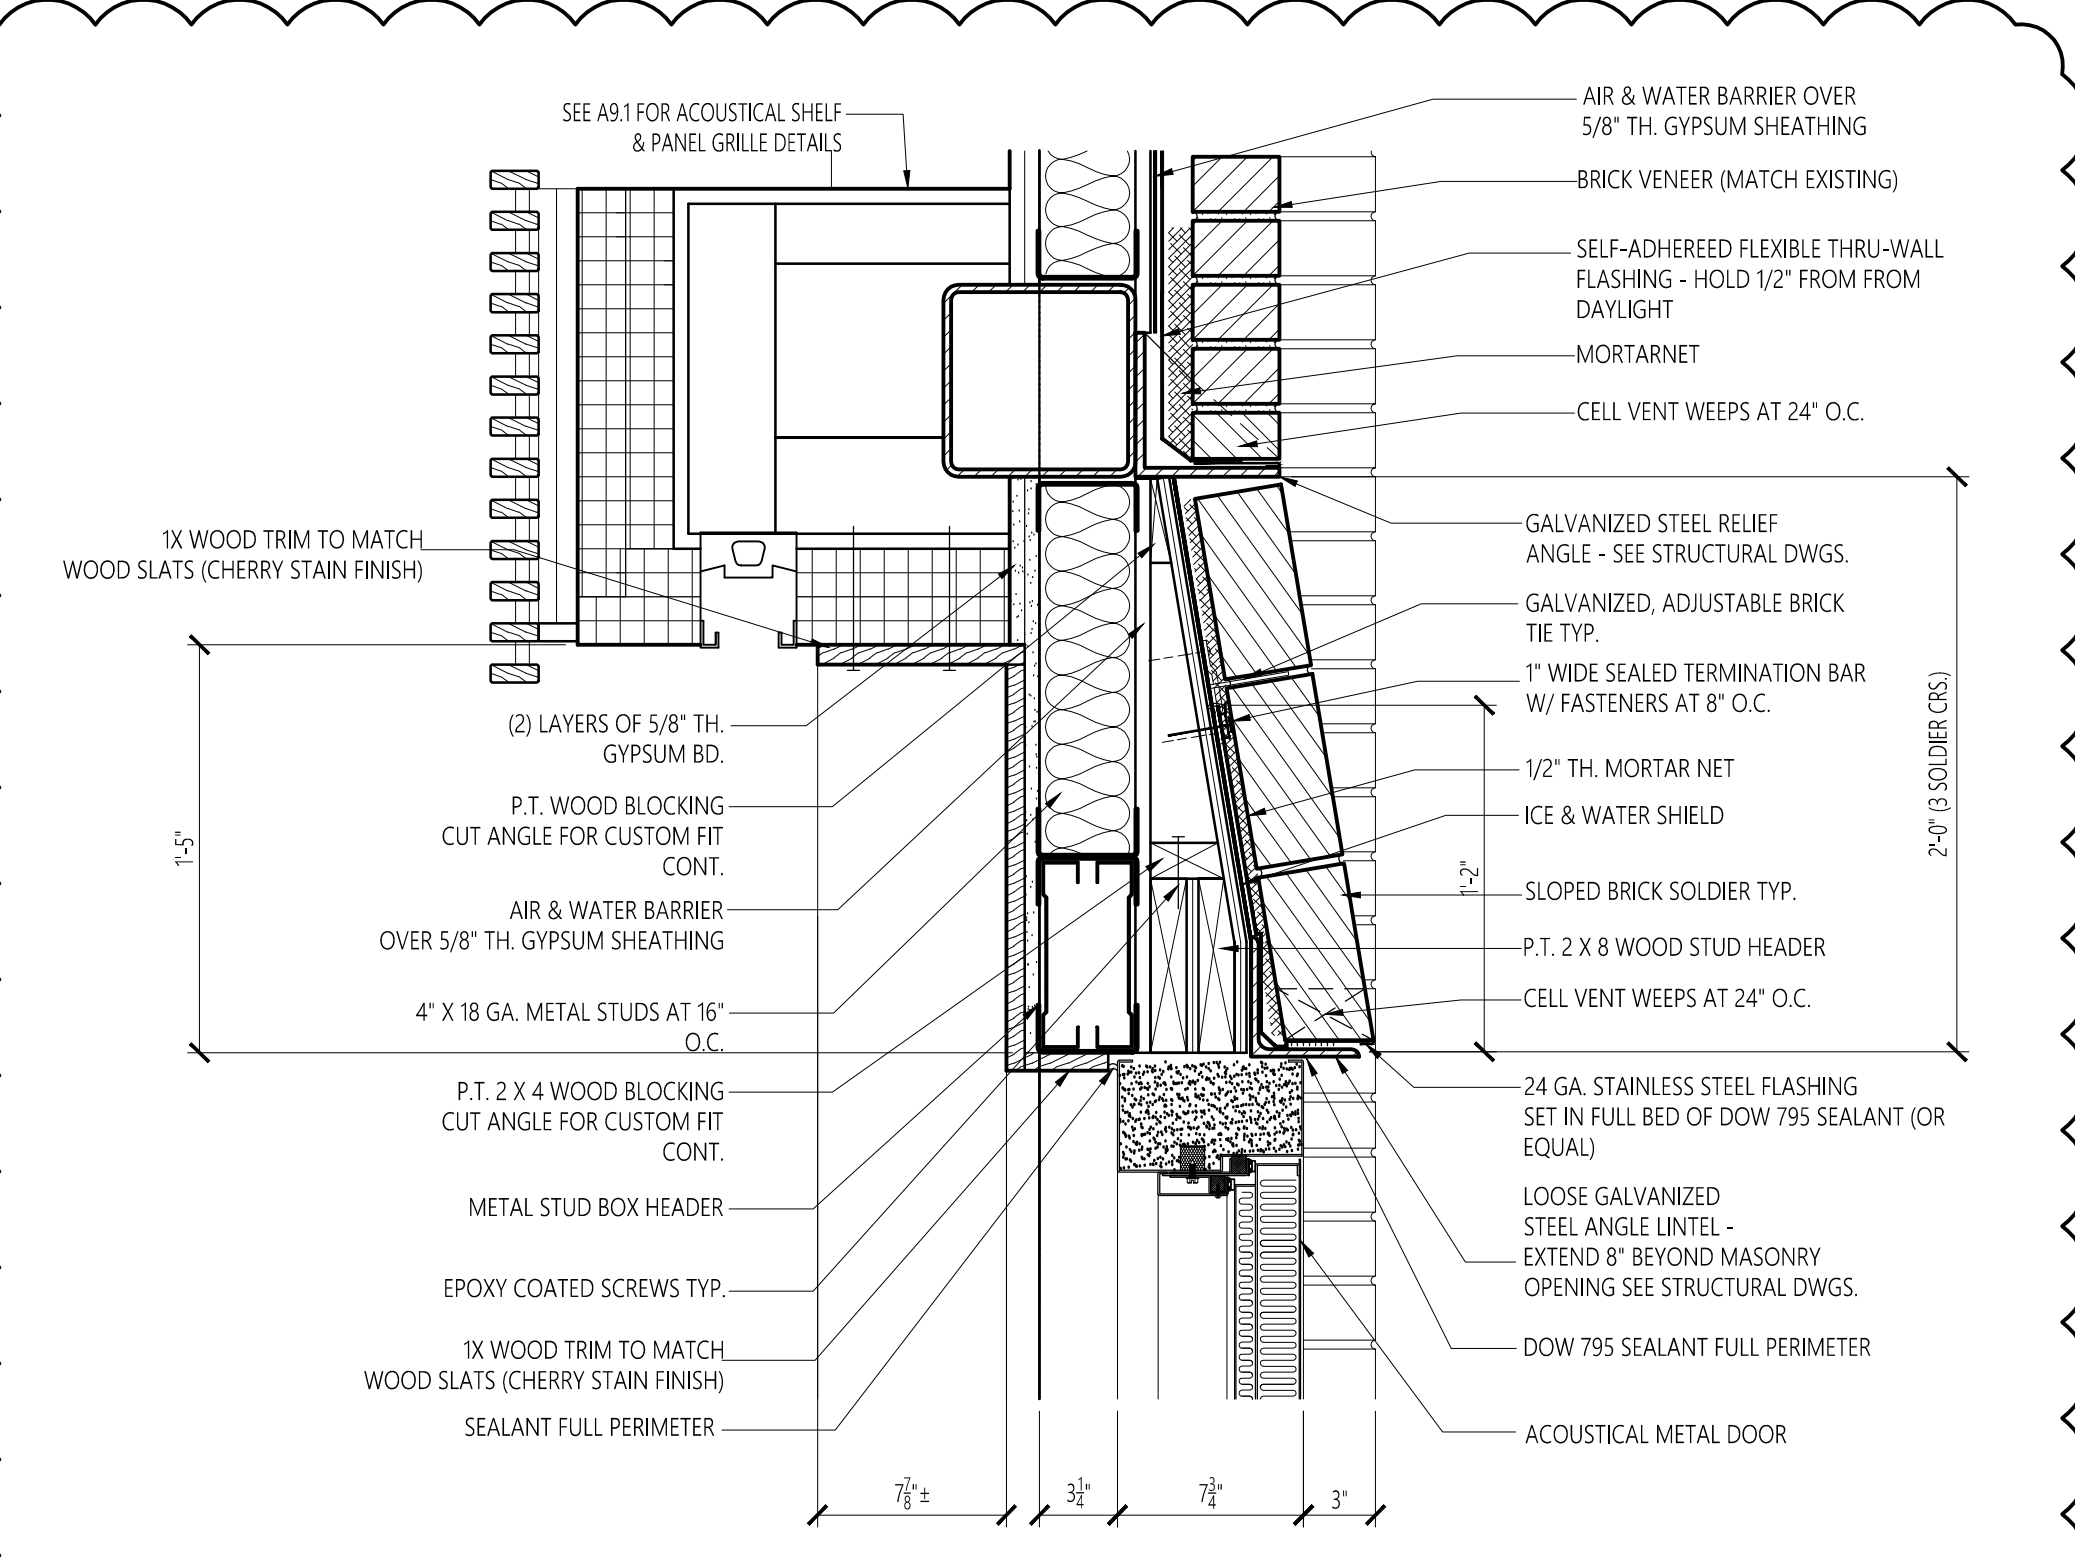 SEE A9.1 FOR ACOUSTICAL SHELF
& PANEL GRILLE DETAILS
1X WOOD TRIM TO MATCH
WOOD SLATS (CHERRY STAIN FINISH)
1'-5"
(2) LAYERS OF 5/8" TH.
GYPSUM BD.
P.T. WOOD BLOCKING
CUT ANGLE FOR CUSTOM FIT
CONT.
AIR & WATER BARRIER
OVER 5/8" TH. GYPSUM SHEATHING
4" X 18 GA. METAL STUDS AT 16"
O.C.
P.T. 2 X 4 WOOD BLOCKING
CUT ANGLE FOR CUSTOM FIT
CONT.
METAL STUD BOX HEADER
EPOXY COATED SCREWS TYP.
1X WOOD TRIM TO MATCH
WOOD SLATS (CHERRY STAIN FINISH)
SEALANT FULL PERIMETER
AIR & WATER BARRIER OVER
5/8" TH. GYPSUM SHEATHING
BRICK VENEER (MATCH EXISTING)
SELF-ADHEREED FLEXIBLE THRU-WALL
FLASHING - HOLD 1/2" FROM FROM
DAYLIGHT
MORTARNET
CELL VENT WEEPS AT 24" O.C.
GALVANIZED STEEL RELIEF
ANGLE - SEE STRUCTURAL DWGS.
GALVANIZED, ADJUSTABLE BRICK
TIE TYP.
1" WIDE SEALED TERMINATION BAR
W/ FASTENERS AT 8" O.C.
1/2" TH. MORTAR NET
ICE & WATER SHIELD
1'-2"
SLOPED BRICK SOLDIER TYP.
P.T. 2 X 8 WOOD STUD HEADER
CELL VENT WEEPS AT 24" O.C.
2'-0" (3 SOLDIER CRS.)
24 GA. STAINLESS STEEL FLASHING
SET IN FULL BED OF DOW 795 SEALANT (OR
EQUAL)
LOOSE GALVANIZED
STEEL ANGLE LINTEL -
EXTEND 8" BEYOND MASONRY
OPENING SEE STRUCTURAL DWGS.
DOW 795 SEALANT FULL PERIMETER
ACOUSTICAL METAL DOOR
7 7/8" ±
3 1/4"
7 3/4"
3"